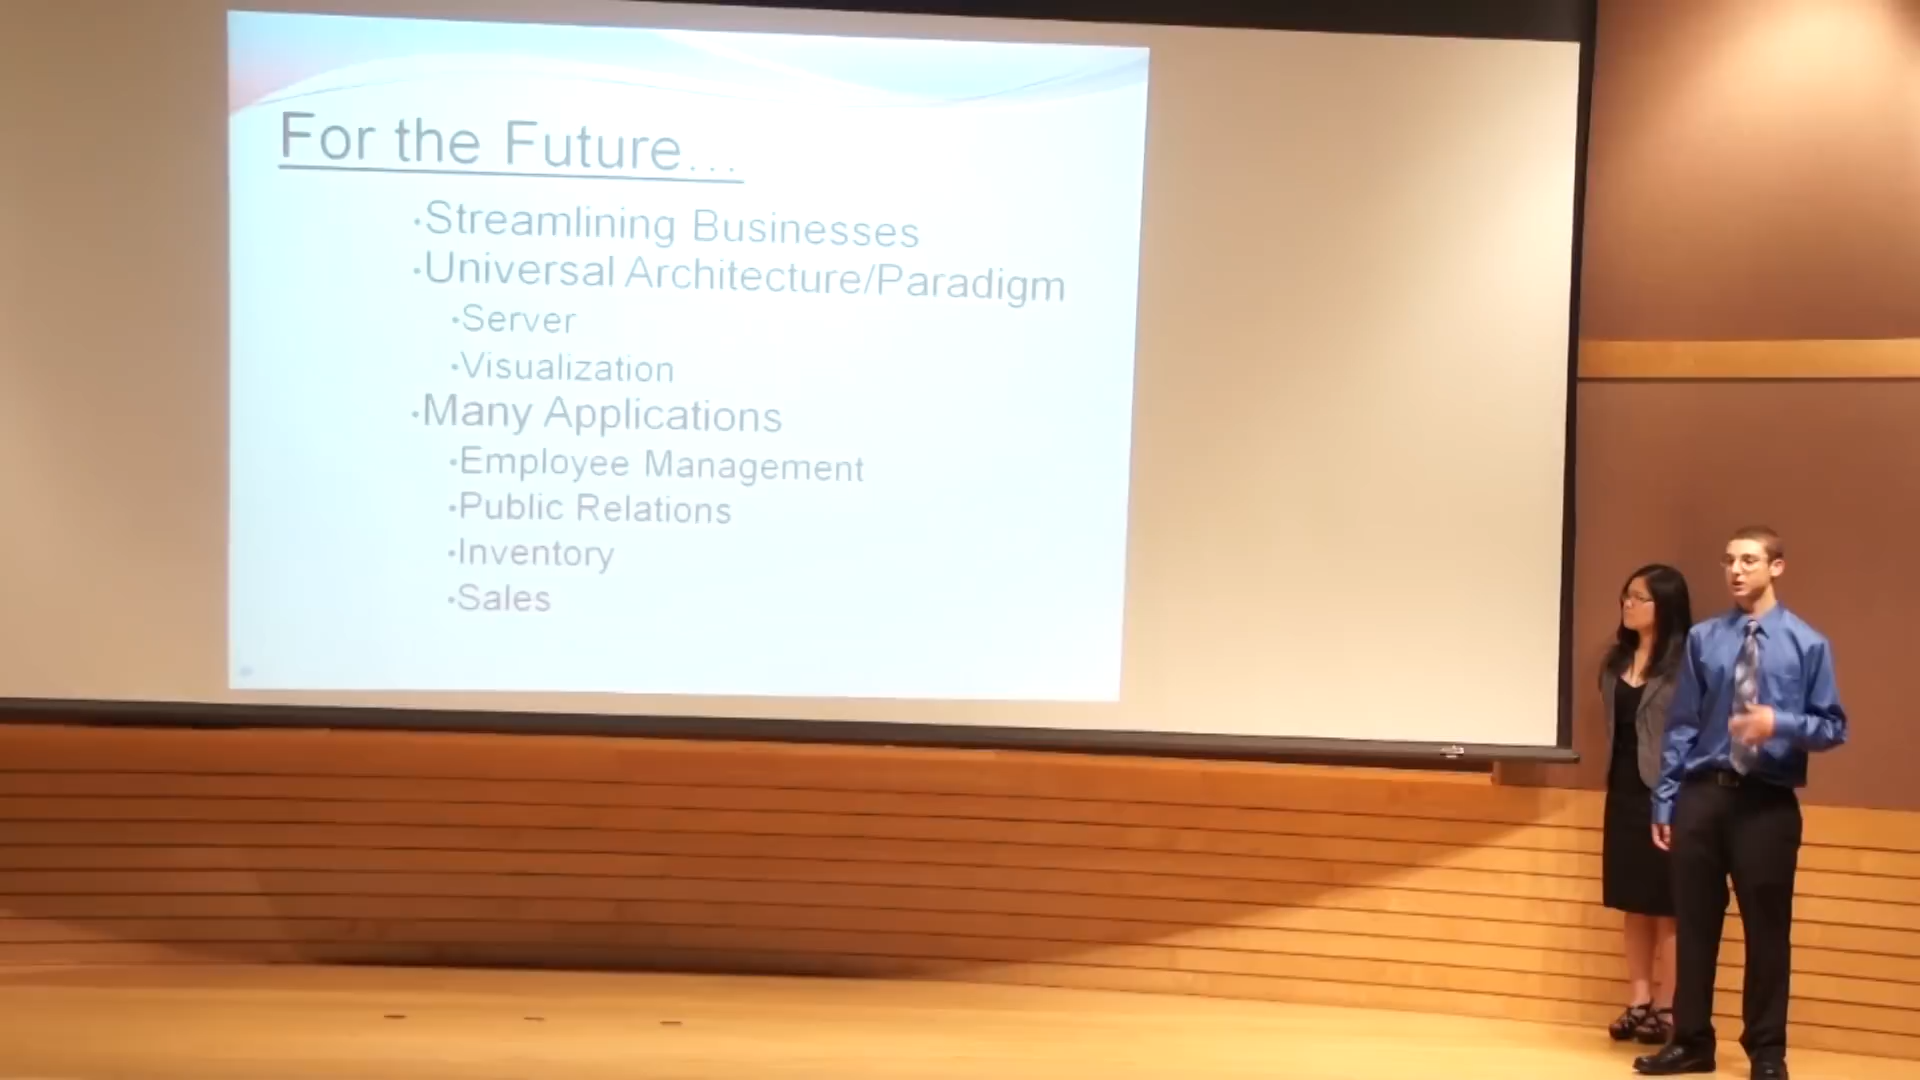 For the Future...
•Streamlining Businesses
•Universal Architecture/Paradigm
•Server
•Visualization
•Many Applications
•Employee Management
•Public Relations
•Inventory
•Sales